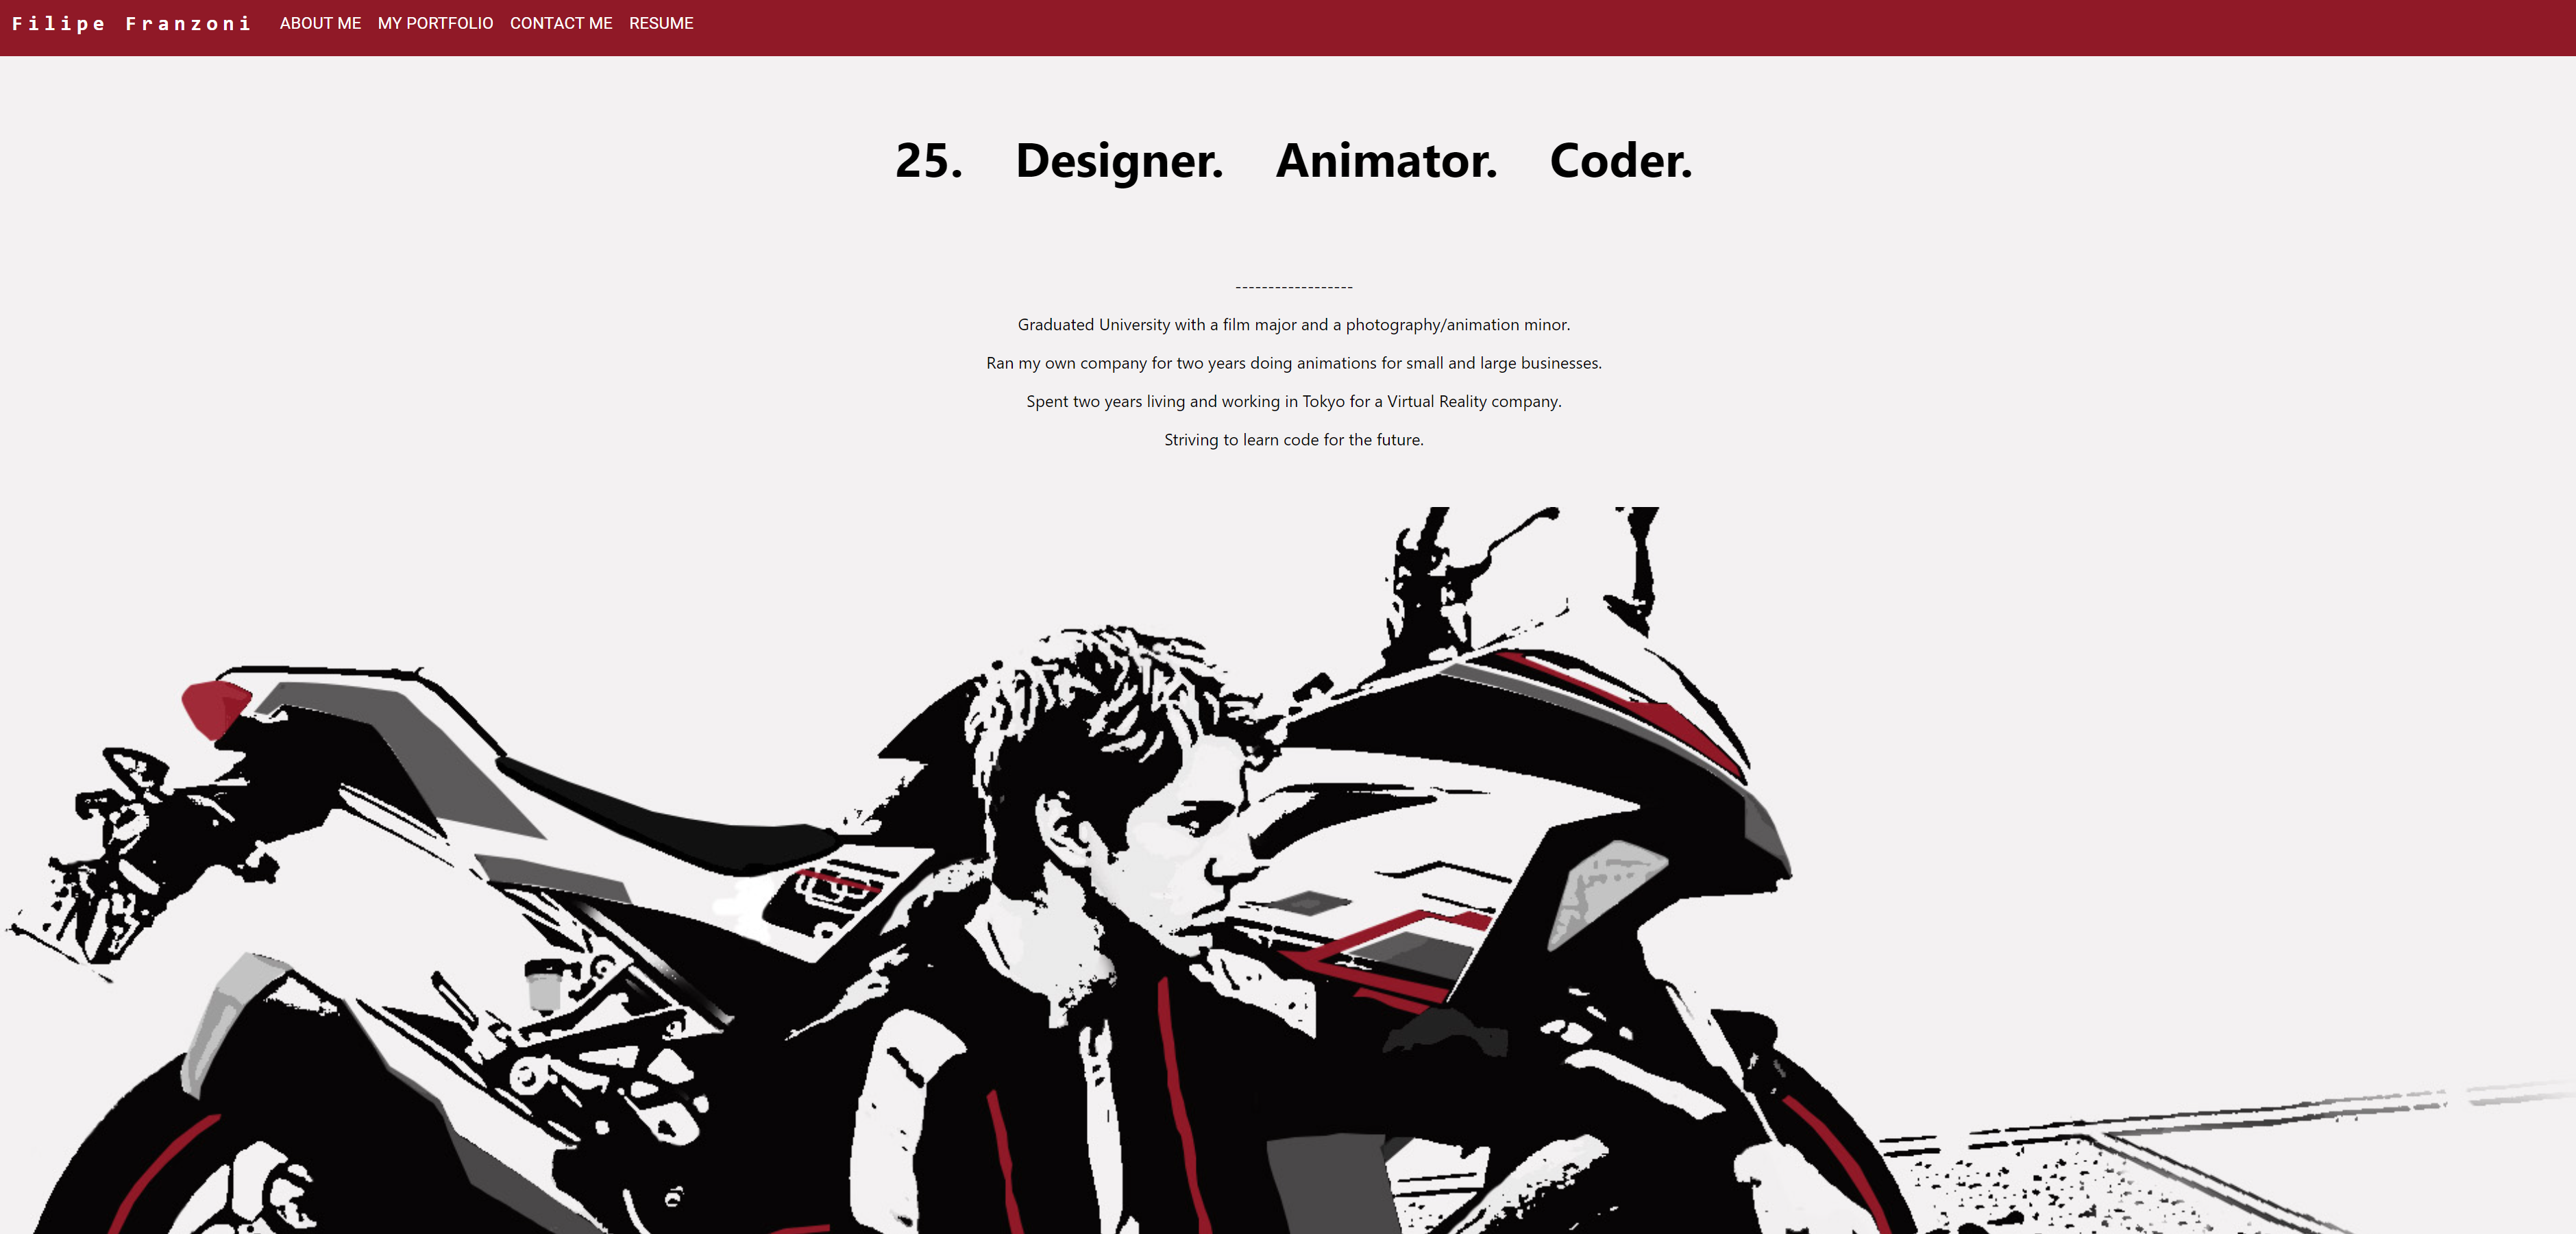 Filipe Franzoni ABOUT ME MY PORTFOLIO CONTACT ME RESUME
25. Designer. Animator. Coder.
------------------
Graduated University with a film major and a photography/animation minor.
Ran my own company for two years doing animations for small and large businesses.
Spent two years living and working in Tokyo for a Virtual Reality company.
Striving to learn code for the future.